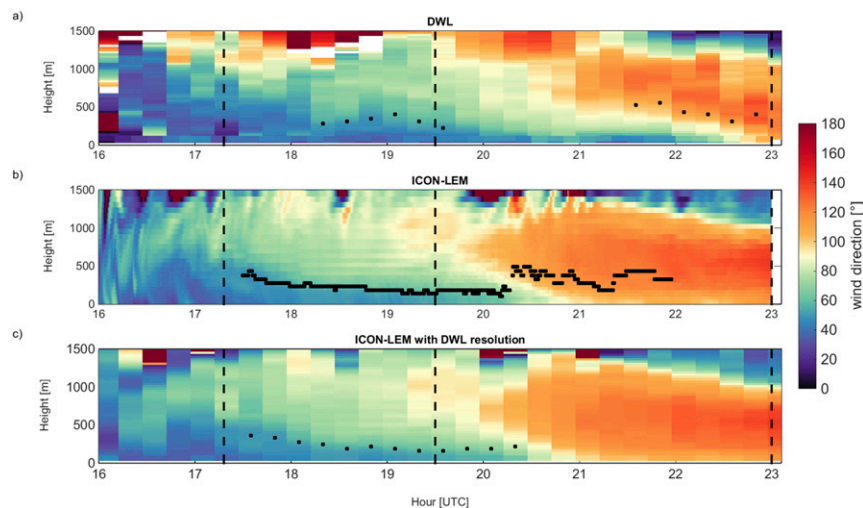 a)
DWL
Height [m]
1500
1000
500
0
16 17 18 19 20 21 22 23
b)
ICON-LEM
Height [m]
1500
1000
500
0
16 17 18 19 20 21 22 23
c)
ICON-LEM with DWL resolution
Height [m]
1500
1000
500
0
16 17 18 19 20 21 22 23
Hour [UTC]
180
160
140
120
100
80
60
40
20
0
wind direction [°]